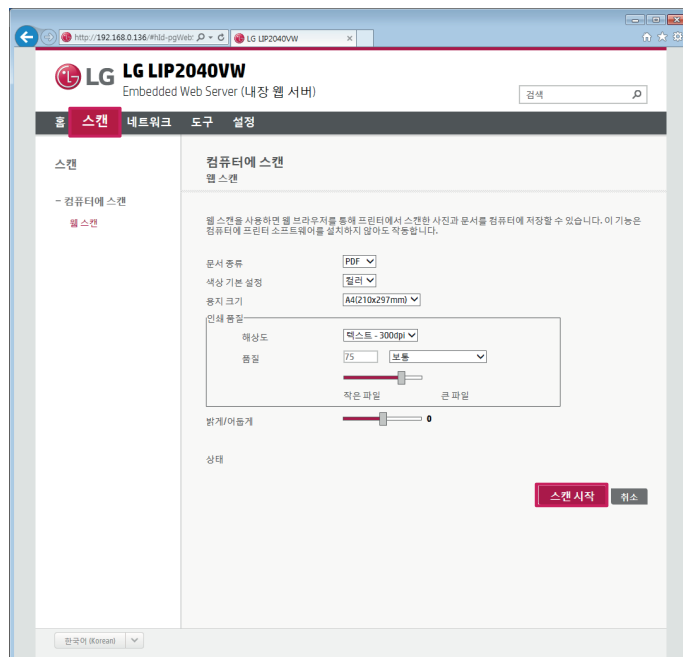 http://192.168.0.136/#hId-pgWeb:
LG LIP2040VW
LG
LG LIP2040VW
Embedded Web Server (내장 웹 서버)
검색
홈 스캔 네트워크 도구 설정
스캔
- 컴퓨터에 스캔
웹 스캔
컴퓨터에 스캔
웹 스캔
웹 스캔을 사용하면 웹 브라우저를 통해 프린터에서 스캔한 사진과 문서를 컴퓨터에 저장할 수 있습니다. 이 기능은
컴퓨터에 프린터 소프트웨어를 설치하지 않아도 작동합니다.
문서 종류 PDF
색상 기본 설정 컬러
용지 크기 A4(210x297mm)
인쇄 품질
해상도 텍스트 - 300dpi
품질 75 보통
작은 파일 큰 파일
밝게/어둡게 0
상태
스캔 시작 취소
한국어 (Korean)